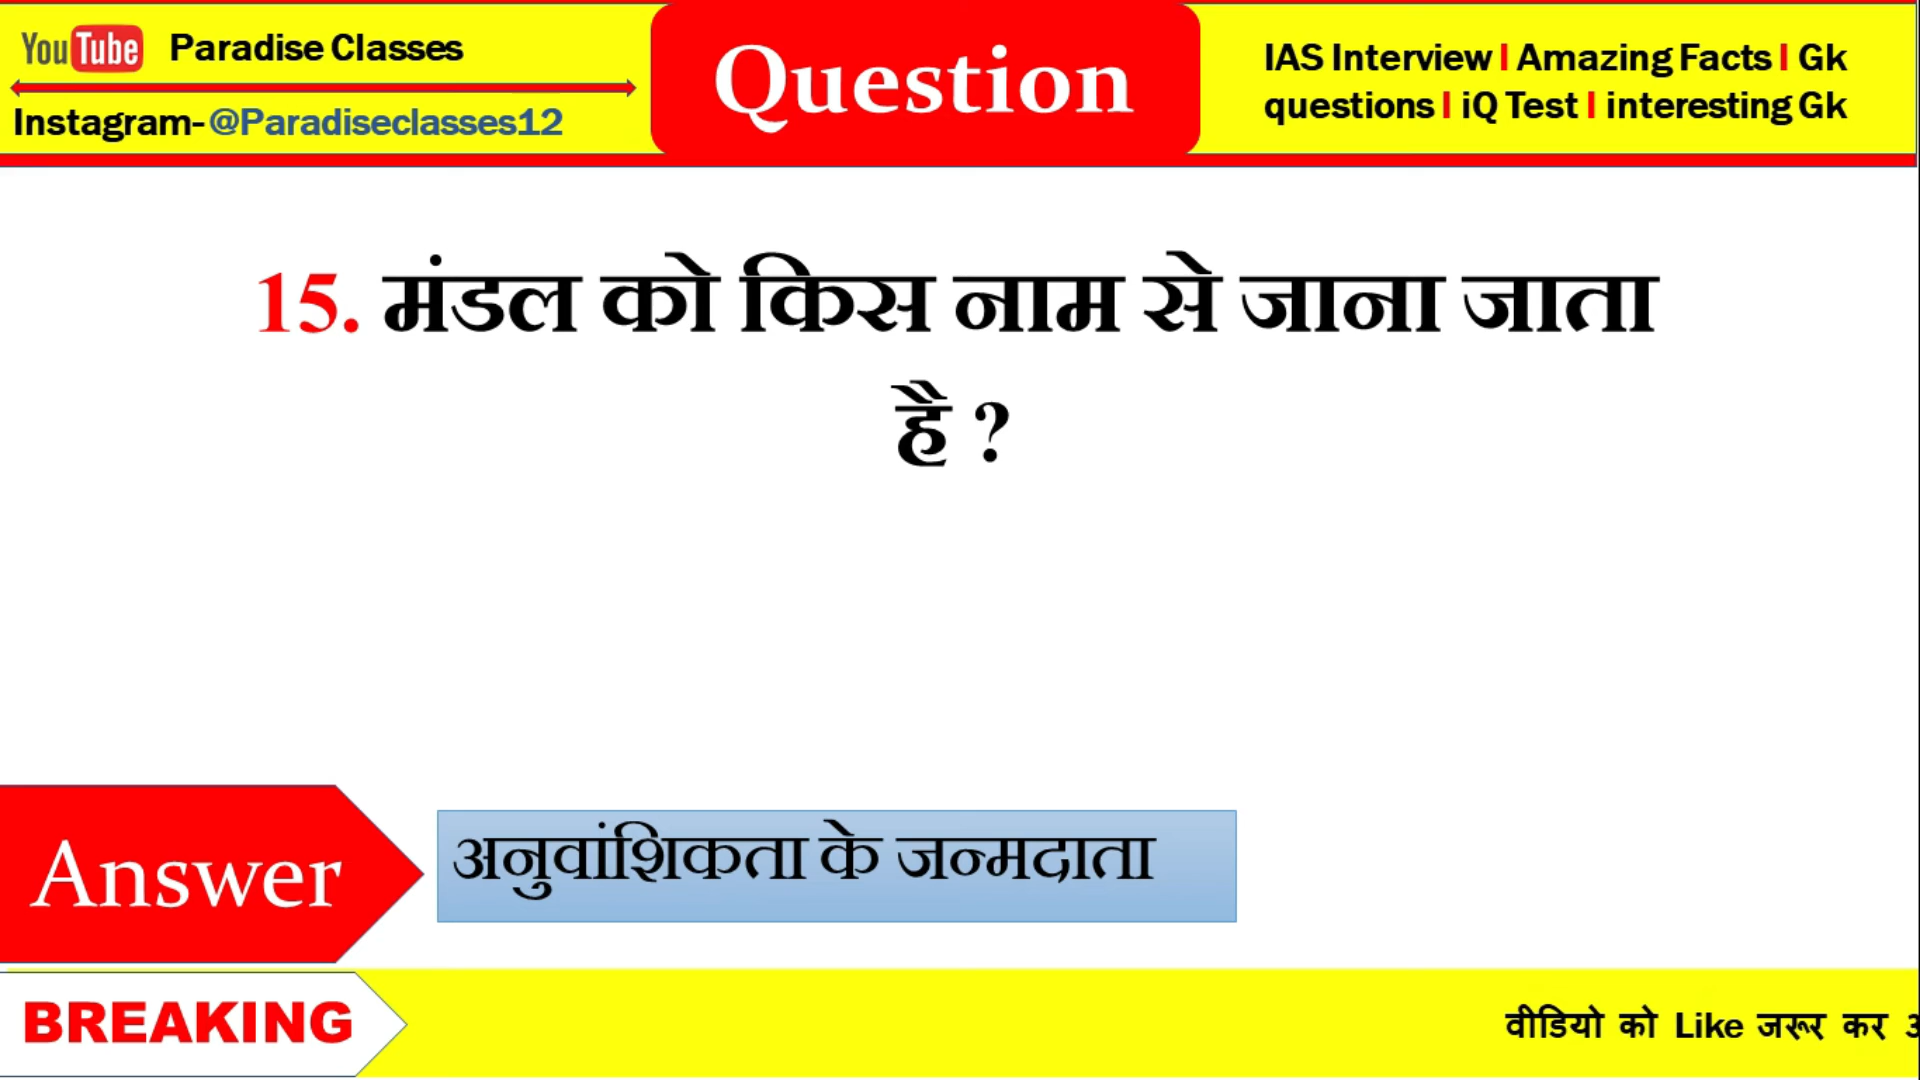 YouTube Paradise Classes
Instagram-@Paradiseclasses12
Question
IAS Interview I Amazing Facts I Gk
questions I iQ Test I interesting Gk
15. मंडल को किस नाम से जाना जाता
है ?
Answer
अनुवांशिकता के जन्मदाता
BREAKING
वीडियो को Like जरूर कर